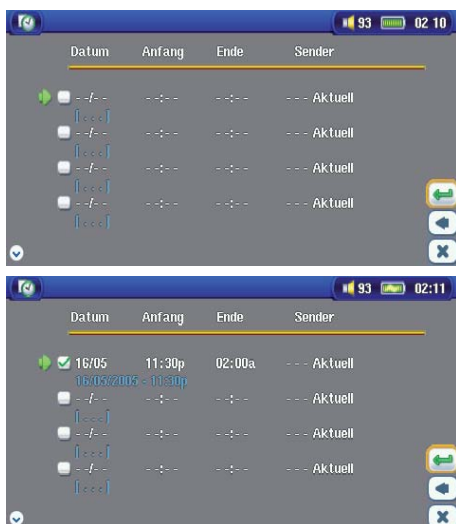 93 02 10
Datum Anfang Ende Sender
--/-- --:-- --:-- --- Aktuell
[...]
--/-- --:-- --:-- --- Aktuell
[...]
--/-- --:-- --:-- --- Aktuell
[...]
--/-- --:-- --:-- --- Aktuell
[...]
93 02:11
Datum Anfang Ende Sender
16/05 11:30p 02:00a --- Aktuell
16/05/2005 - 11:30p
--/-- --:-- --:-- --- Aktuell
[...]
--/-- --:-- --:-- --- Aktuell
[...]
--/-- --:-- --:-- --- Aktuell
[...]